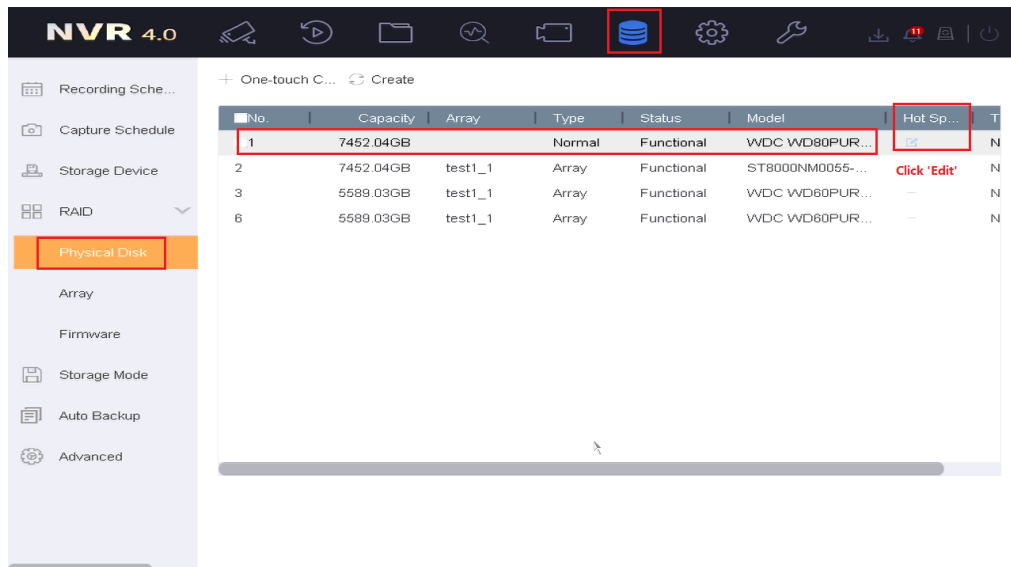 NVR 4.0
11
Recording Sche...
Capture Schedule
Storage Device
RAID
Physical Disk
Array
Firmware
Storage Mode
Auto Backup
Advanced
One-touch C... Create
No. Capacity Array Type Status Model Hot Sp... T
1 7452.04GB Normal Functional WDC WD80PUR... N
2 7452.04GB test1_1 Array Functional ST8000NM0055-... N
Click 'Edit'
3 5589.03GB test1_1 Array Functional WDC WD60PUR... — N
6 5589.03GB test1_1 Array Functional WDC WD60PUR... — N